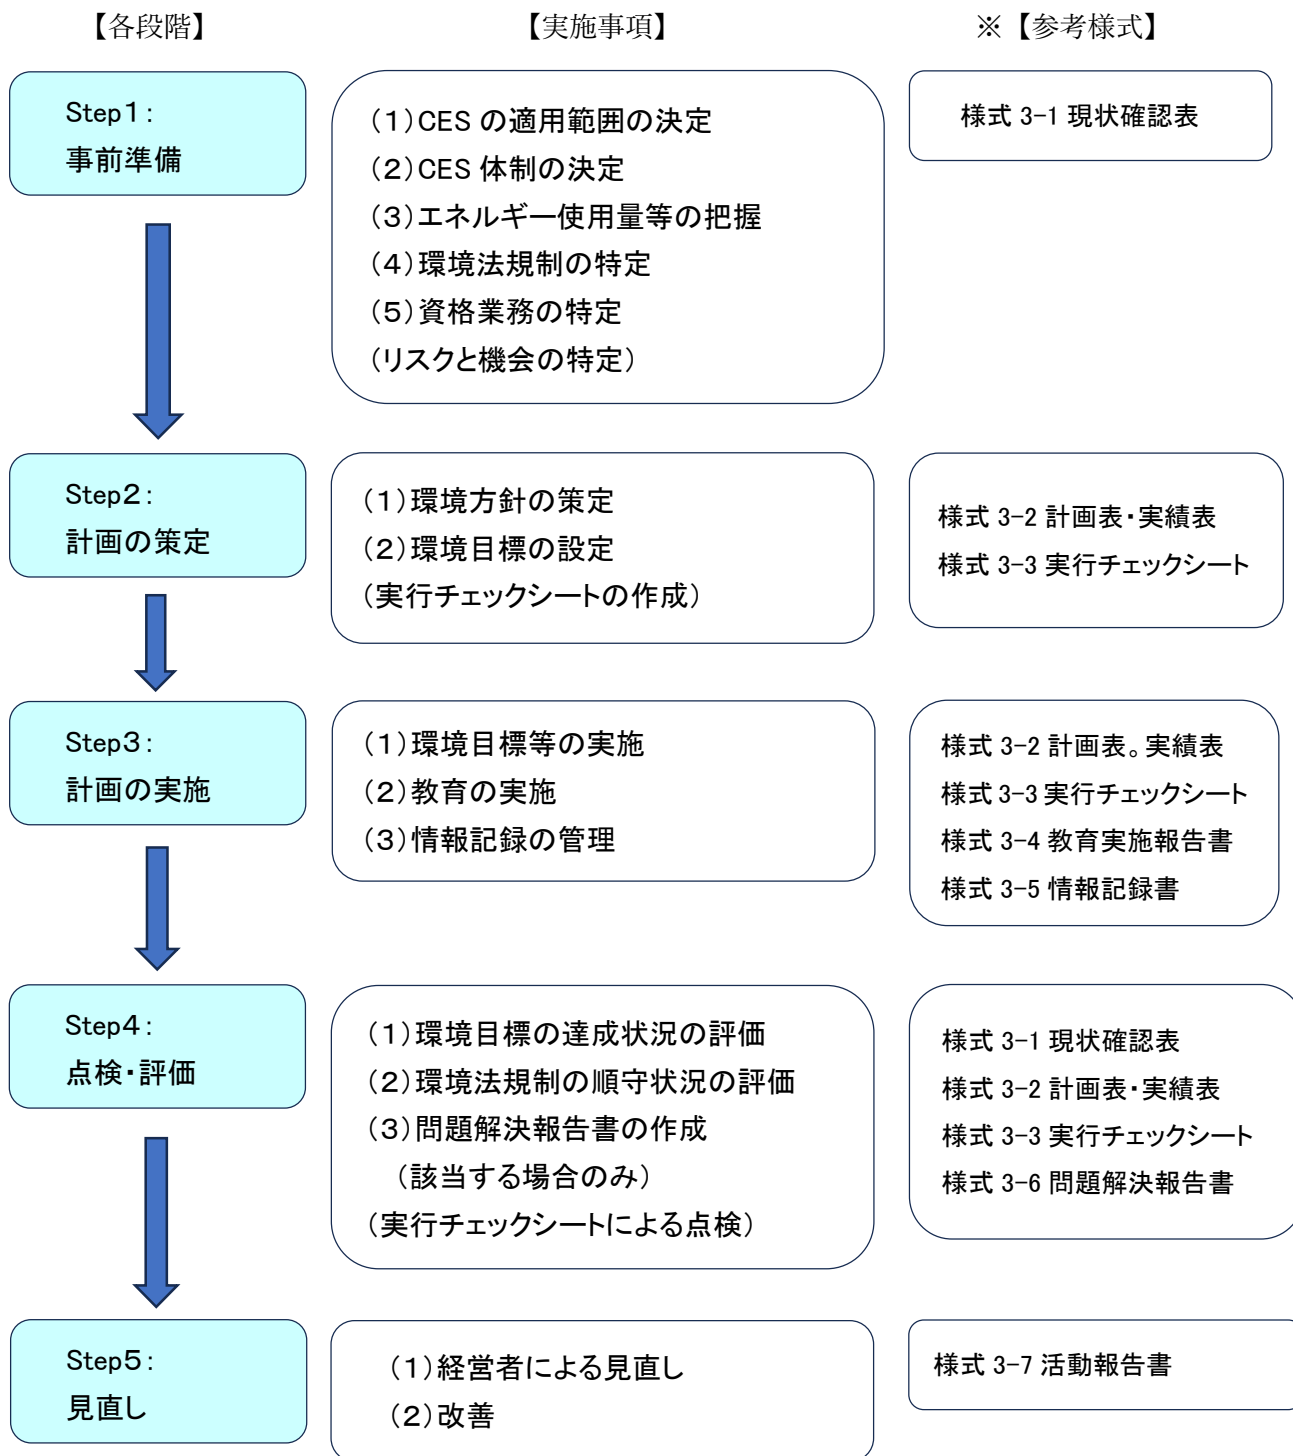 【各段階】
【実施事項】
※【参考様式】
Step1:
事前準備
(1)CES の適用範囲の決定
(2)CES 体制の決定
(3)エネルギー使用量等の把握
(4)環境法規制の特定
(5)資格業務の特定
(リスクと機会の特定)
様式 3-1 現状確認表
Step2:
計画の策定
(1)環境方針の策定
(2)環境目標の設定
(実行チェックシートの作成)
様式 3-2 計画表・実績表
様式 3-3 実行チェックシート
Step3:
計画の実施
(1)環境目標等の実施
(2)教育の実施
(3)情報記録の管理
様式 3-2 計画表。実績表
様式 3-3 実行チェックシート
様式 3-4 教育実施報告書
様式 3-5 情報記録書
Step4:
点検・評価
(1)環境目標の達成状況の評価
(2)環境法規制の順守状況の評価
(3)問題解決報告書の作成
(該当する場合のみ)
(実行チェックシートによる点検)
様式 3-1 現状確認表
様式 3-2 計画表・実績表
様式 3-3 実行チェックシート
様式 3-6 問題解決報告書
Step5:
見直し
(1)経営者による見直し
(2)改善
様式 3-7 活動報告書